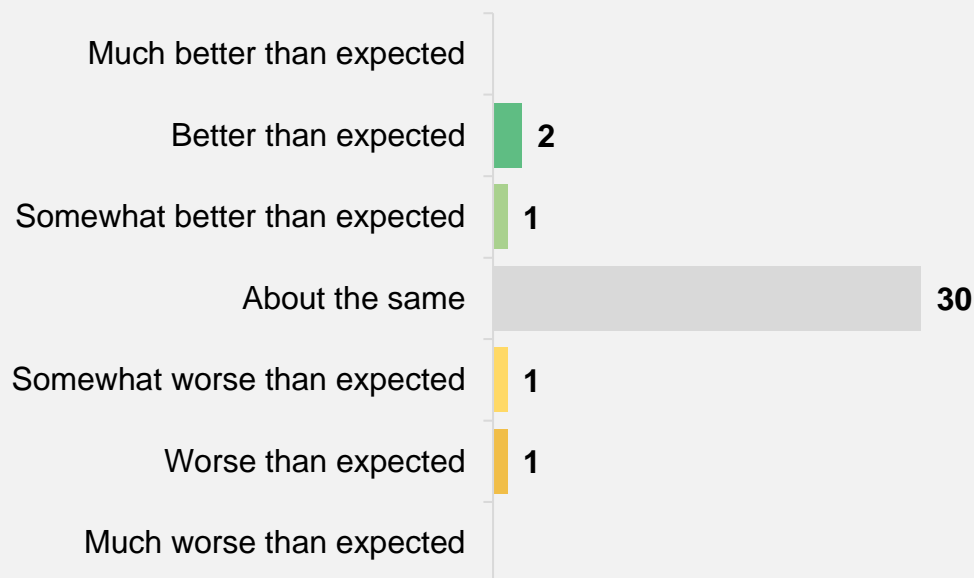 Much better than expected
Better than expected 2
Somewhat better than expected 1
About the same 30
Somewhat worse than expected 1
Worse than expected 1
Much worse than expected